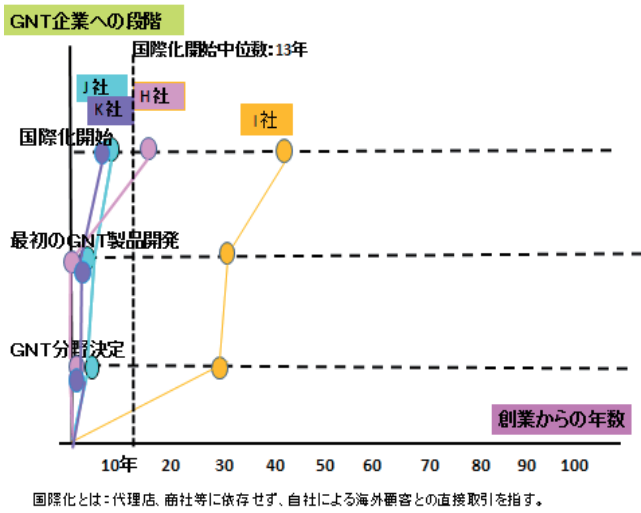 GNT企業への段階
国際化開始中位数:13年
J社
K社
H社
I社
国際化開始
最初のGNT製品開発
GNT分野決定
創業からの年数
10年 20 30 40 50 60 70 80 90 100
国際化とは:代理店、商社等に依存せず、自社による海外顧客との直接取引を指す。